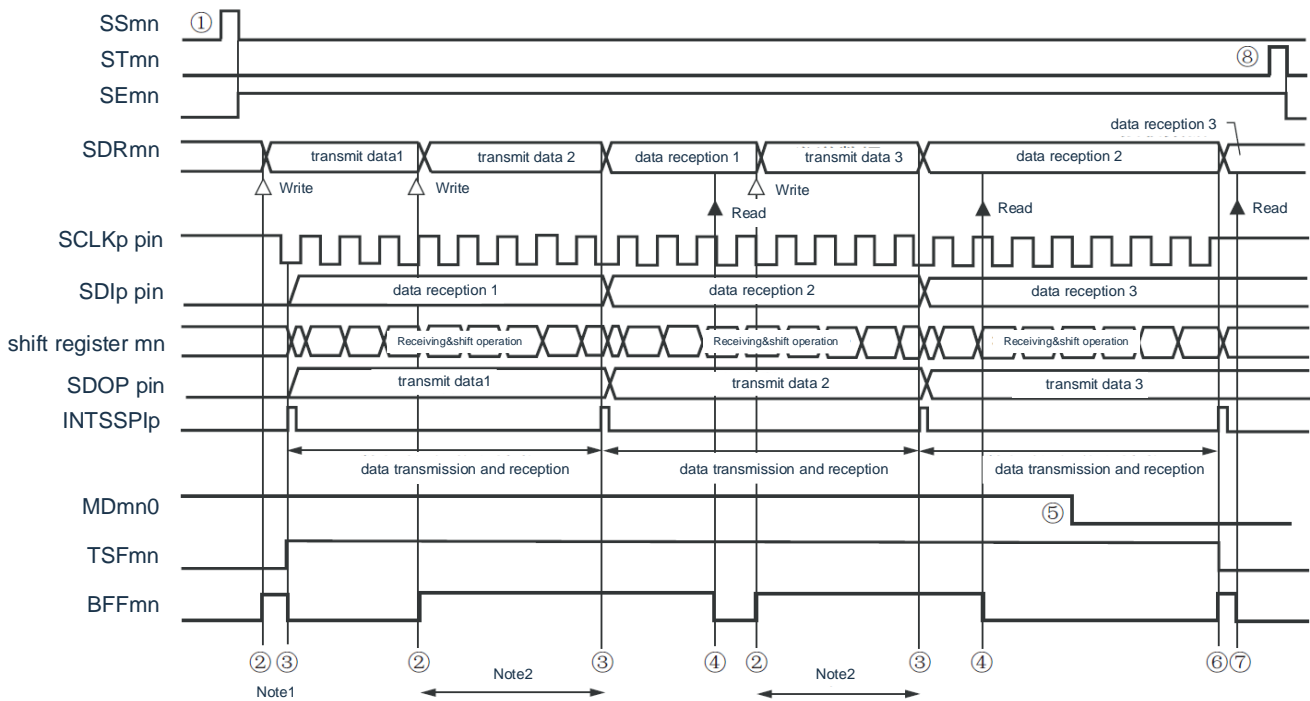 SSmn ①
STmn ⑧
SEmn
data reception 3
SDRmn transmit data1 transmit data 2 data reception 1 transmit data 3 data reception 2
Write Write Write
Read Read Read
SCLKp pin
SDIp pin data reception 1 data reception 2 data reception 3
shift register mn Receiving&shift operation Receiving&shift operation Receiving&shift operation
SDOP pin transmit data1 transmit data 2 transmit data 3
INTSSPIp
data transmission and reception data transmission and reception data transmission and reception
MDmn0 ⑤
TSFmn
BFFmn
② ③ ② ③ ④ ② ③ ④ ⑥ ⑦
Note1 Note2 Note2